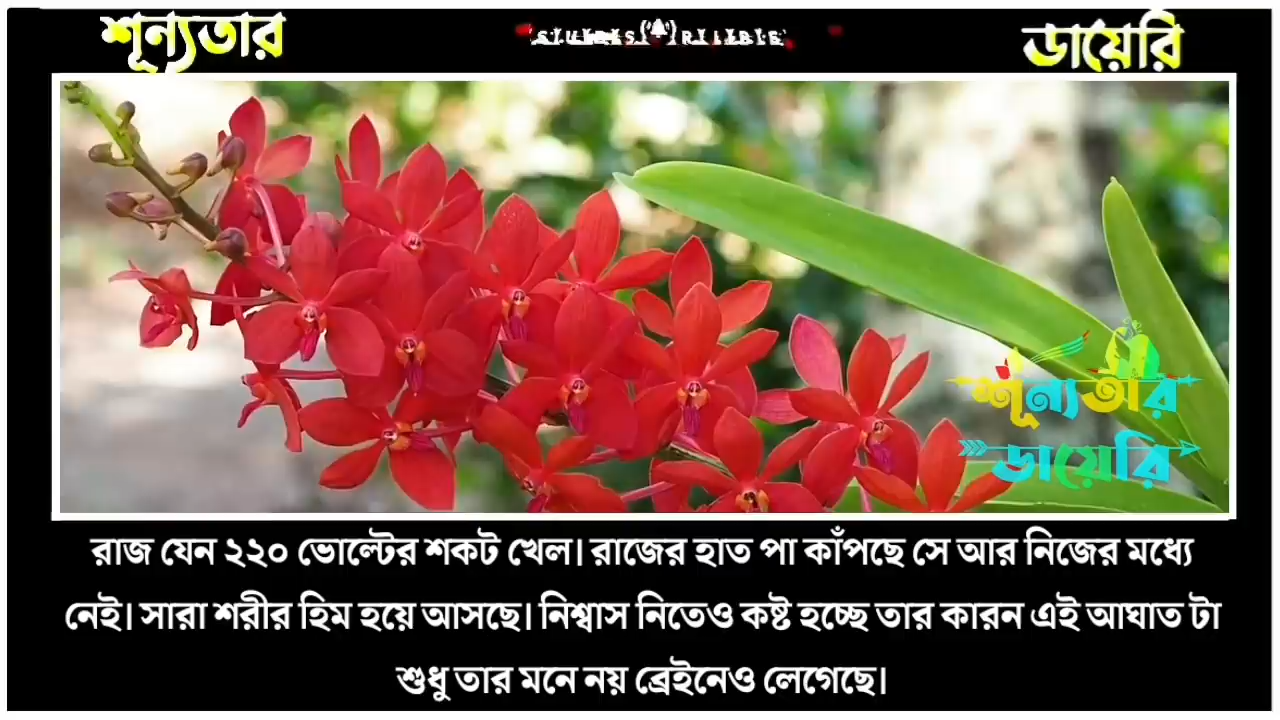 শূন্যতার
ডায়েরি
শূন্যতার
ডায়েরি
রাজ যেন ২২০ ভোল্টের শকট খেল। রাজের হাত পা কাঁপছে সে আর নিজের মধ্যে
নেই। সারা শরীর হিম হয়ে আসছে। নিশ্বাস নিতেও কষ্ট হচ্ছে তার কারন এই আঘাত টা
শুধু তার মনে নয় ব্রেইনেও লেগেছে।